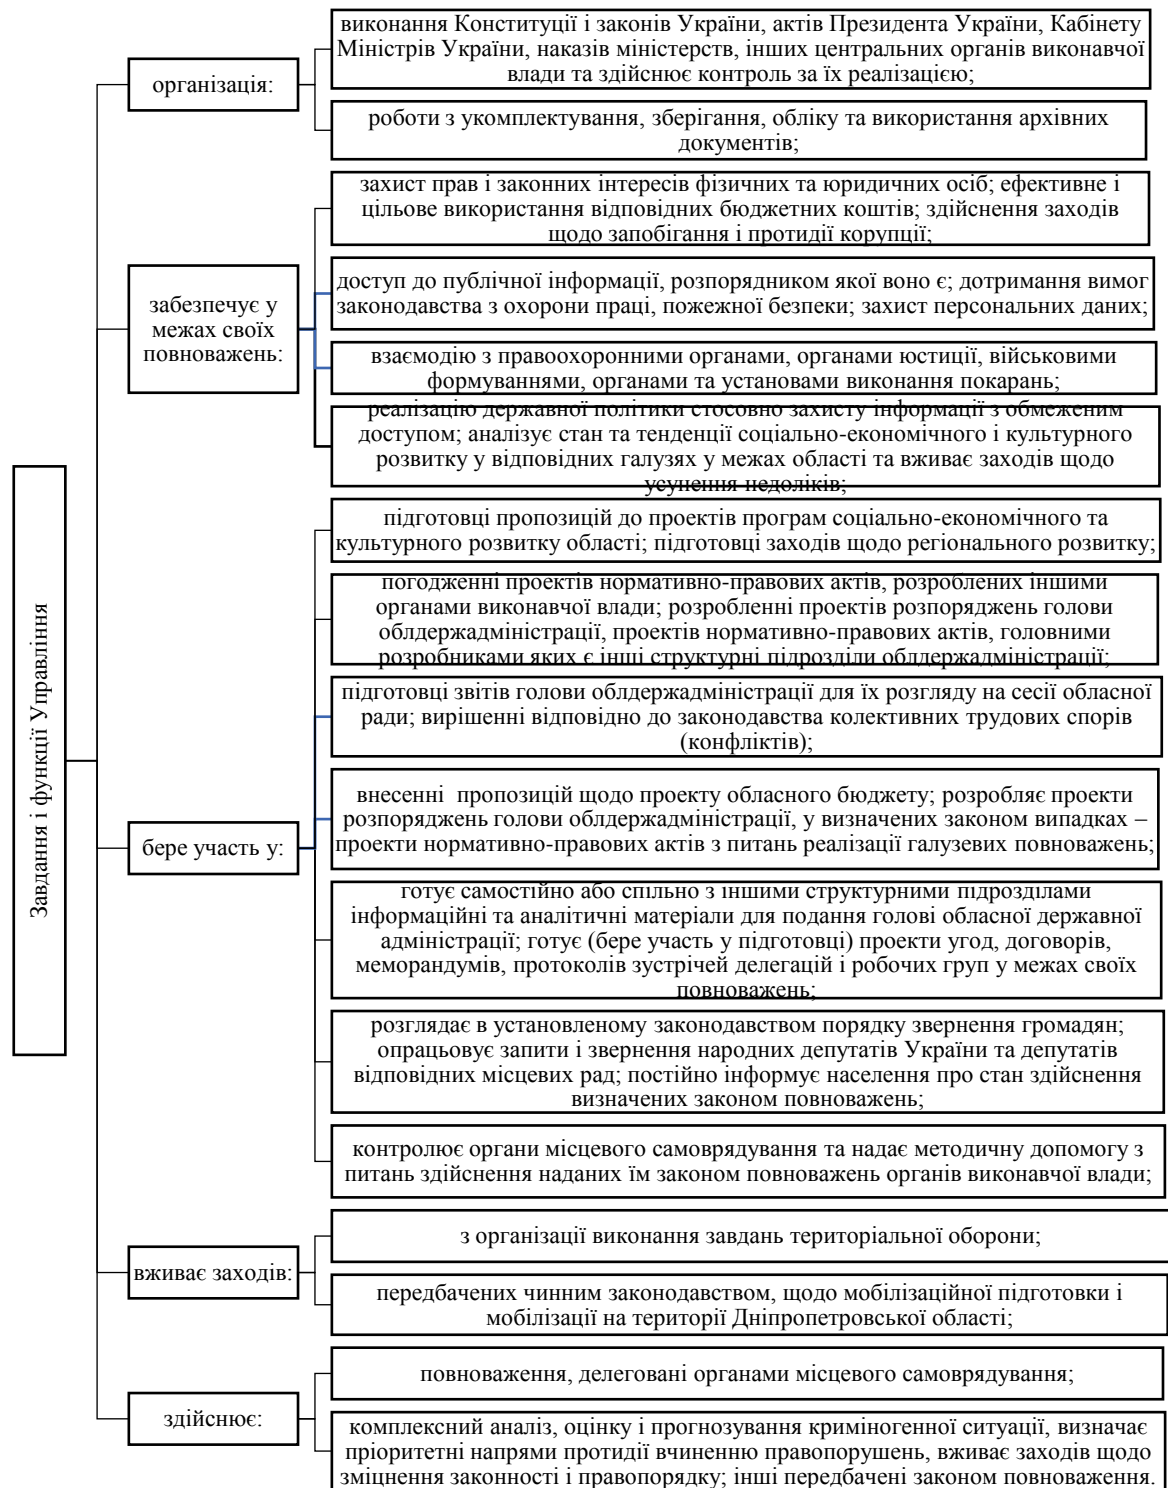 Завдання і функції Управління
організація:
виконання Конституції і законів України, актів Президента України, Кабінету
Міністрів України, наказів міністерств, інших центральних органів виконавчої
влади та здійснює контроль за їх реалізацією;
роботи з укомплектування, зберігання, обліку та використання архівних
документів;
забезпечує у
межах своїх
повноважень:
захист прав і законних інтересів фізичних та юридичних осіб; ефективне і
цільове використання відповідних бюджетних коштів; здійснення заходів
щодо запобігання і протидії корупції;
доступ до публічної інформації, розпорядником якої воно є; дотримання вимог
законодавства з охорони праці, пожежної безпеки; захист персональних даних;
взаємодію з правоохоронними органами, органами юстиції, військовими
формуваннями, органами та установами виконання покарань;
реалізацію державної політики стосовно захисту інформації з обмеженим
доступом; аналізує стан та тенденції соціально-економічного і культурного
розвитку у відповідних галузях у межах області та вживає заходів щодо
усунення недоліків;
бере участь у:
підготовці пропозицій до проектів програм соціально-економічного та
культурного розвитку області; підготовці заходів щодо регіонального розвитку;
погодженні проектів нормативно-правових актів, розроблених іншими
органами виконавчої влади; розробленні проектів розпоряджень голови
облдержадміністрації, проектів нормативно-правових актів, головними
розробниками яких є інші структурні підрозділи облдержадміністрації;
підготовці звітів голови облдержадміністрації для їх розгляду на сесії обласної
ради; вирішенні відповідно до законодавства колективних трудових спорів
(конфліктів);
внесенні пропозицій щодо проекту обласного бюджету; розробляє проекти
розпоряджень голови облдержадміністрації, у визначених законом випадках –
проекти нормативно-правових актів з питань реалізації галузевих повноважень;
готує самостійно або спільно з іншими структурними підрозділами
інформаційні та аналітичні матеріали для подання голові обласної державної
адміністрації; готує (бере участь у підготовці) проекти угод, договорів,
меморандумів, протоколів зустрічей делегацій і робочих груп у межах своїх
повноважень;
розглядає в установленому законодавством порядку звернення громадян;
опрацьовує запити і звернення народних депутатів України та депутатів
відповідних місцевих рад; постійно інформує населення про стан здійснення
визначених законом повноважень;
контролює органи місцевого самоврядування та надає методичну допомогу з
питань здійснення наданих їм законом повноважень органів виконавчої влади;
вживає заходів:
з організації виконання завдань територіальної оборони;
передбачених чинним законодавством, щодо мобілізаційної підготовки і
мобілізації на території Дніпропетровської області;
здійснює:
повноваження, делеговані органами місцевого самоврядування;
комплексний аналіз, оцінку і прогнозування криміногенної ситуації, визначає
пріоритетні напрями протидії вчиненню правопорушень, вживає заходів щодо
зміцнення законності і правопорядку; інші передбачені законом повноваження.